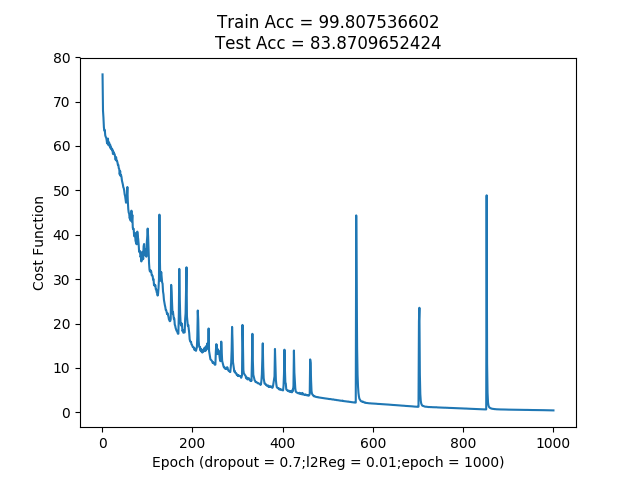 Train Acc = 99.807536602
Test Acc = 83.8709652424
80
70
60
50
40
30
20
10
0
Cost Function
0 200 400 600 800 1000
Epoch (dropout = 0.7;l2Reg = 0.01;epoch = 1000)